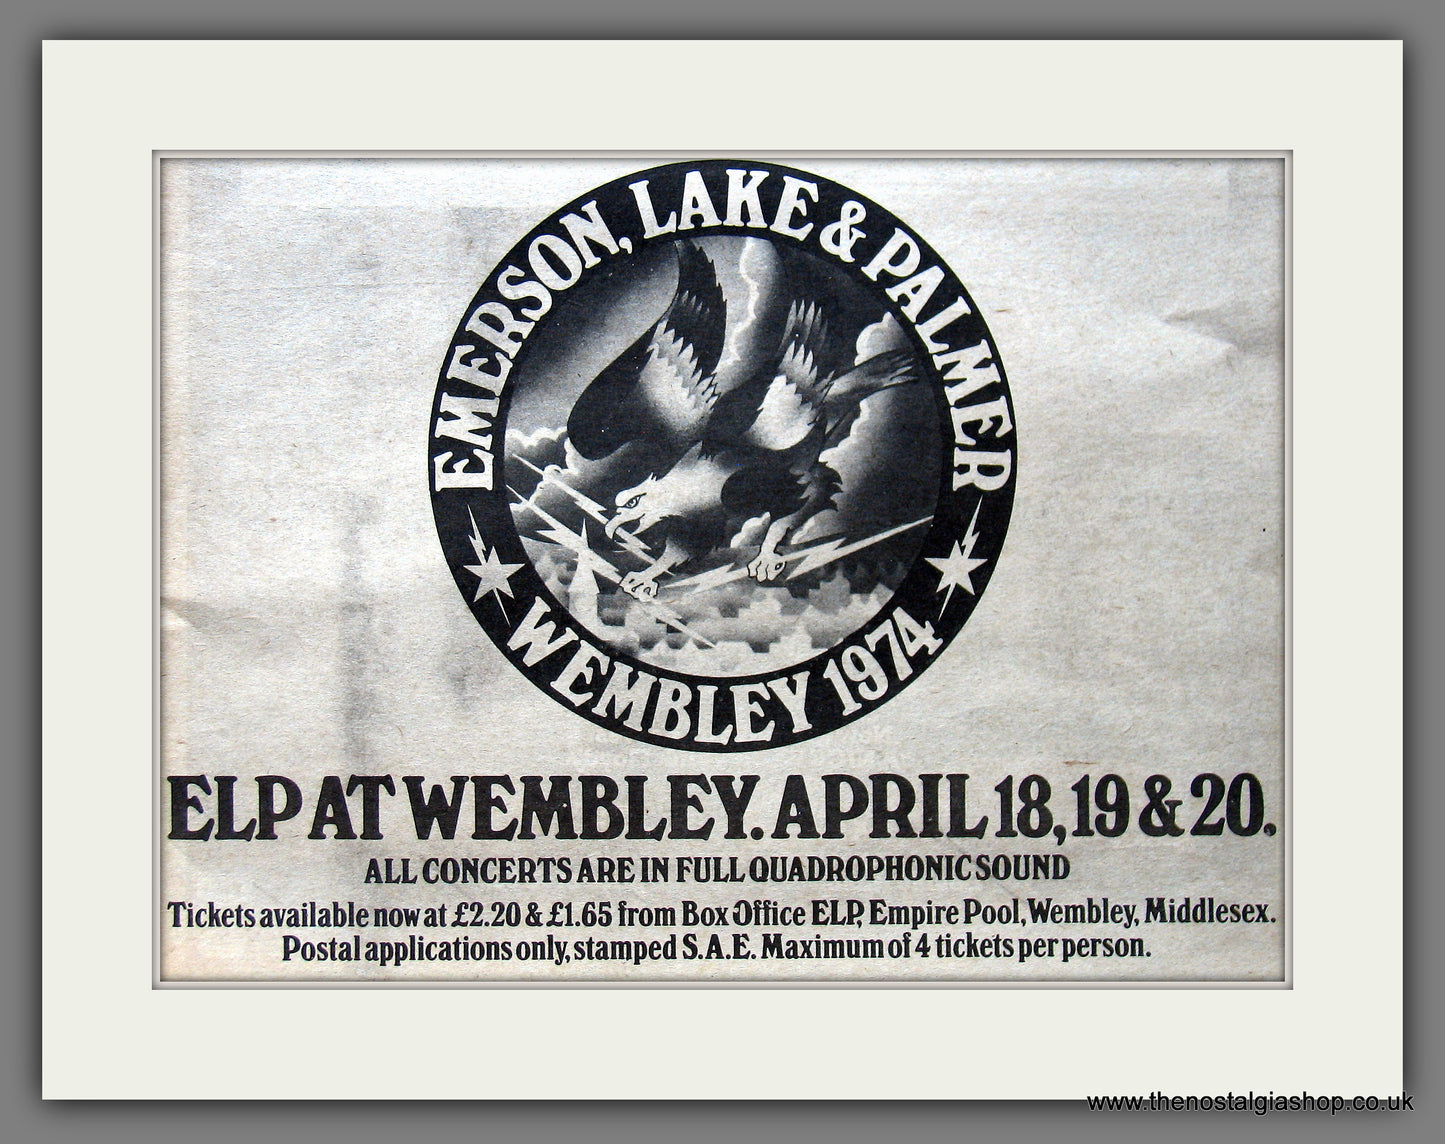 EMERSON, LAKE & PALMER
WEMBLEY 1974
ELP AT WEMBLEY. APRIL 18, 19 & 20.
ALL CONCERTS ARE IN FULL QUADROPHONIC SOUND
Tickets available now at £2.20 & £1.65 from Box Office ELP, Empire Pool, Wembley, Middlesex.
Postal applications only, stamped S.A.E. Maximum of 4 tickets per person.
www.thenostalgiashop.co.uk